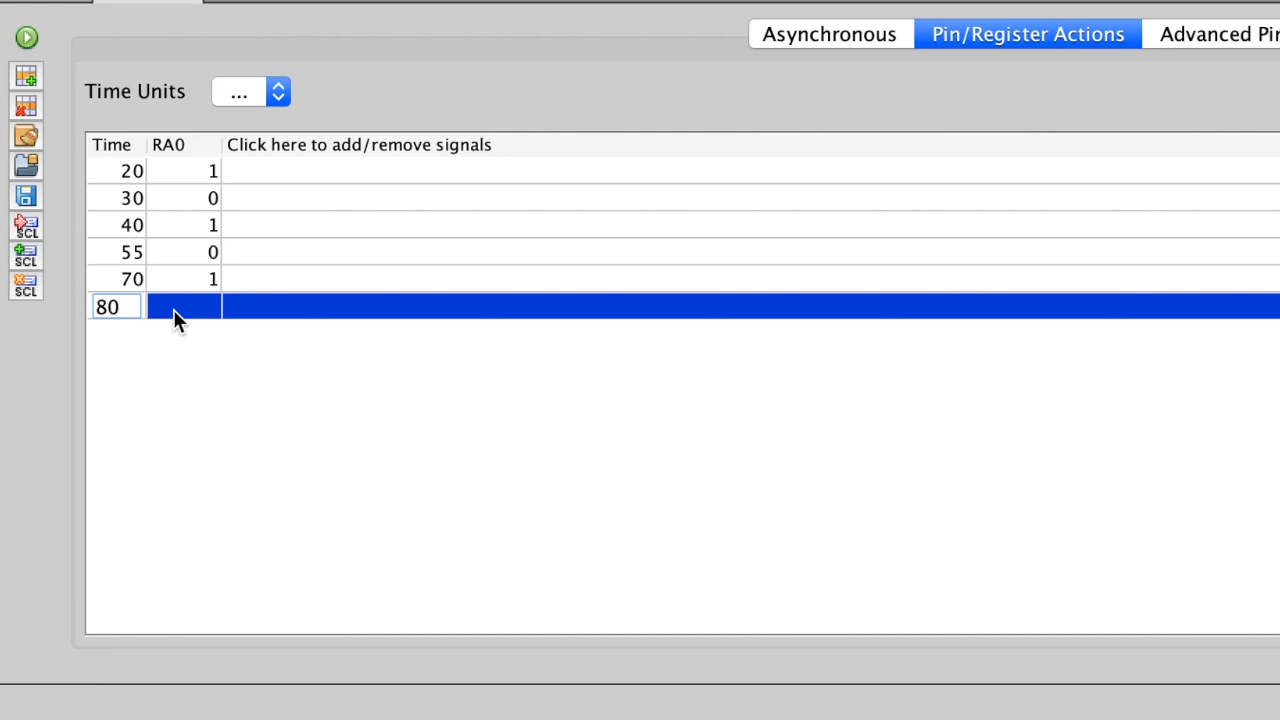 Asynchronous Pin/Register Actions Advanced
Time Units ...
Time RA0 Click here to add/remove signals
20 1
30 0
40 1
55 0
70 1
80
SCL
SCL
SCL